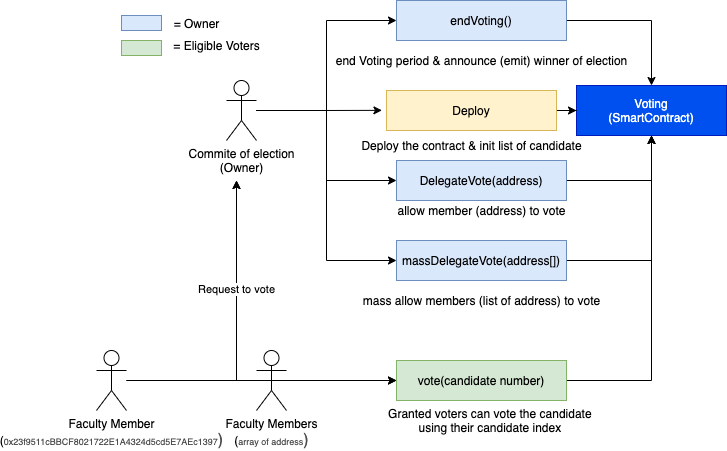 = Owner
= Eligible Voters
endVoting()
end Voting period & announce (emit) winner of election
Deploy
Voting
(SmartContract)
Deploy the contract & init list of candidate
Commite of election
(Owner)
DelegateVote(address)
allow member (address) to vote
massDelegateVote(address[])
mass allow members (list of address) to vote
Request to vote
vote(candidate number)
Granted voters can vote the candidate
using their candidate index
Faculty Member
(0x23f9511cBBCF8021722E1A4324d5cd5E7AEc1397)
Faculty Members
(array of address)